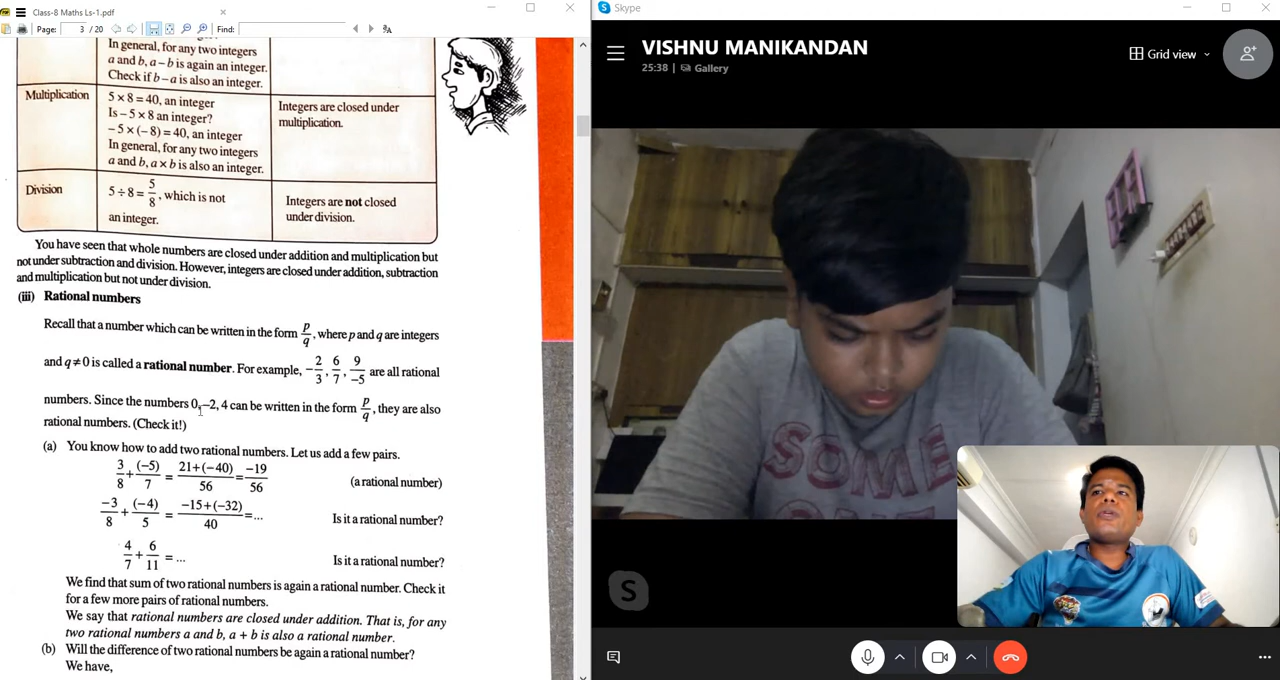 Class-8 Maths Ls-1.pdf
Page: 3 / 20 Find:
In general, for any two integers
a and b, a – b is again an integer.
Check if b – a is also an integer.
Multiplication
5 × 8 = 40, an integer
Is – 5 × 8 an integer?
– 5 × (– 8) = 40, an integer
In general, for any two integers
a and b, a × b is also an integer.
Integers are closed under
multiplication.
Division
5 ÷ 8 = 5/8, which is not
an integer.
Integers are not closed
under division.
You have seen that whole numbers are closed under addition and multiplication but
not under subtraction and division. However, integers are closed under addition, subtraction
and multiplication but not under division.
(iii) Rational numbers
Recall that a number which can be written in the form p/q, where p and q are integers
and q ≠ 0 is called a rational number. For example, –2/3, 6/7, 9/–5 are all rational
numbers. Since the numbers 0, –2, 4 can be written in the form p/q, they are also
rational numbers. (Check it!)
(a) You know how to add two rational numbers. Let us add a few pairs.
3/8 + (–5)/7 = 21+(–40)/56 = –19/56 (a rational number)
–3/8 + (–4)/5 = –15+(–32)/40 = ... Is it a rational number?
4/7 + 6/11 = ... Is it a rational number?
We find that sum of two rational numbers is again a rational number. Check it
for a few more pairs of rational numbers.
We say that rational numbers are closed under addition. That is, for any
two rational numbers a and b, a + b is also a rational number.
(b) Will the difference of two rational numbers be again a rational number?
We have,
Skype
VISHNU MANIKANDAN
25:38 | Gallery
Grid view
SOME